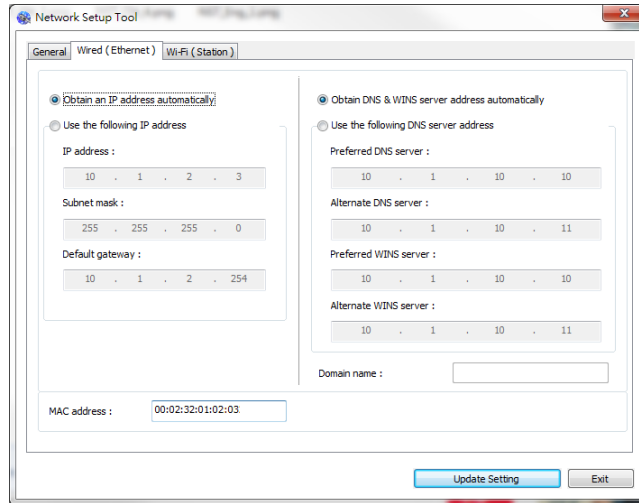 Network Setup Tool
General
Wired ( Ethernet )
Wi-Fi ( Station )
Obtain an IP address automatically
Use the following IP address
IP address :
10 . 1 . 2 . 3
Subnet mask :
255 . 255 . 255 . 0
Default gateway :
10 . 1 . 2 . 254
Obtain DNS & WINS server address automatically
Use the following DNS server address
Preferred DNS server :
10 . 1 . 10 . 10
Alternate DNS server :
10 . 1 . 10 . 11
Preferred WINS server :
10 . 1 . 10 . 10
Alternate WINS server :
10 . 1 . 10 . 11
Domain name :
MAC address :
00:02:32:01:02:03
Update Setting
Exit